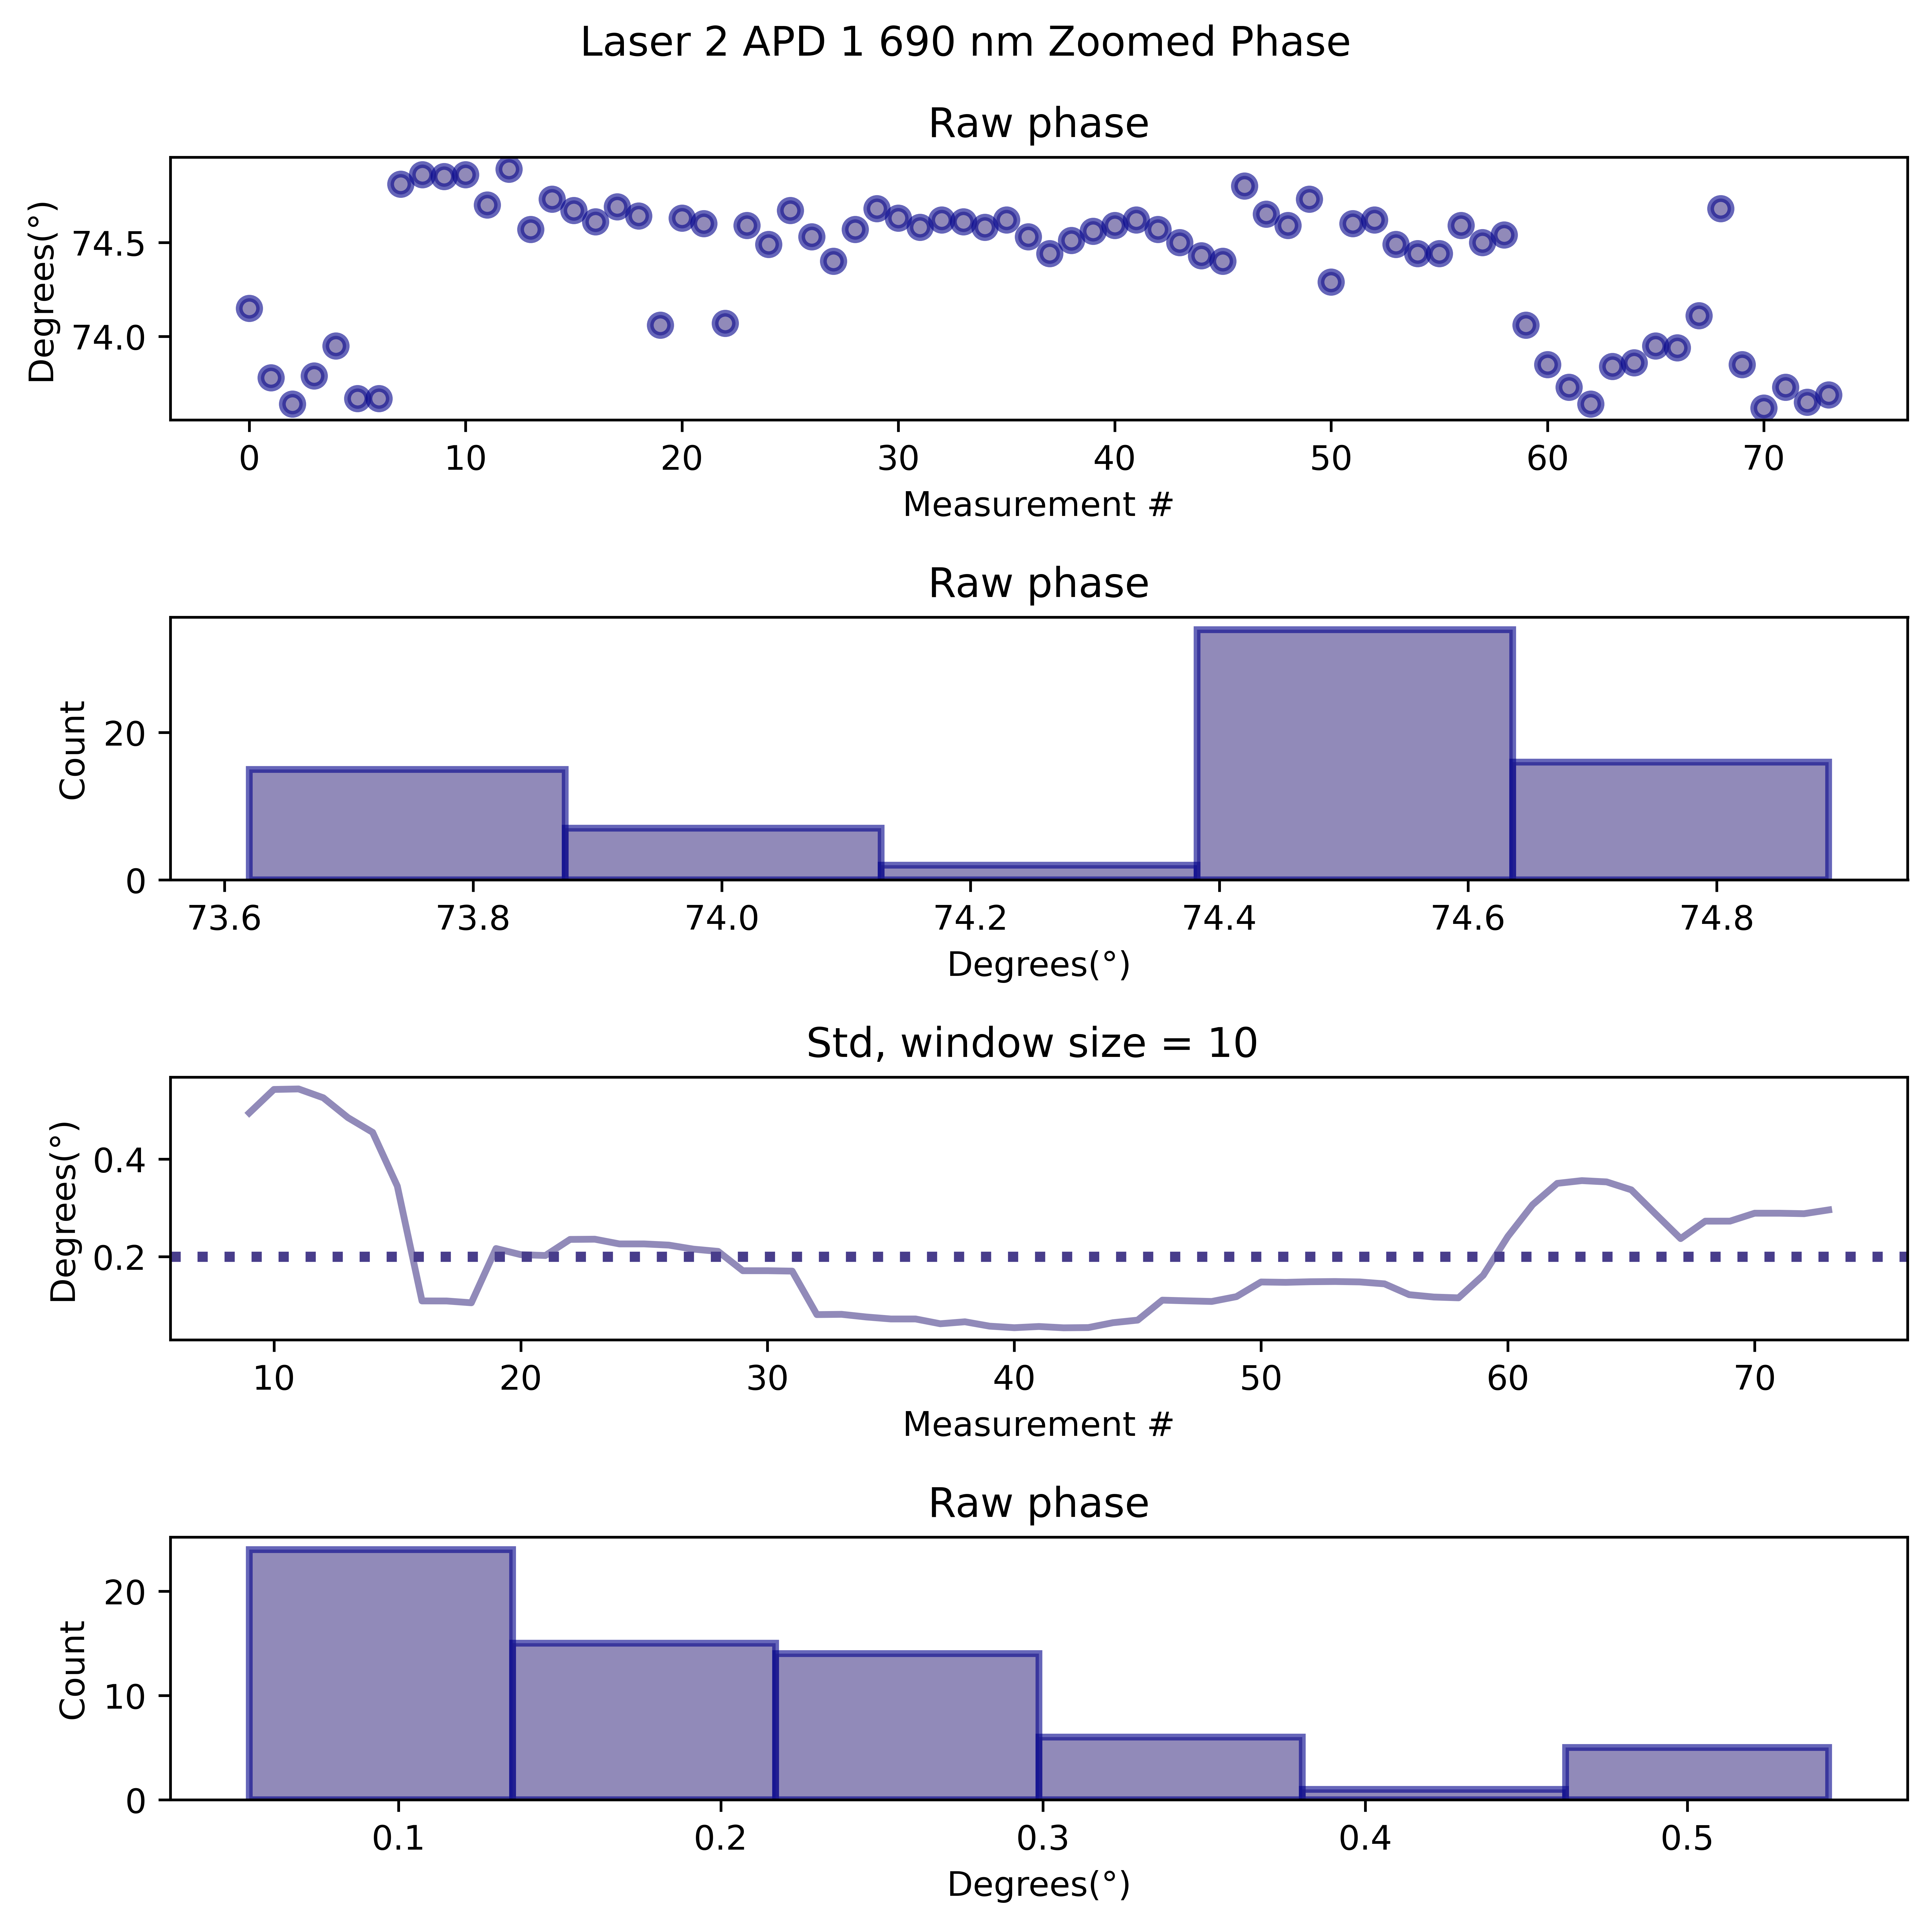 Laser 2 APD 1 690 nm Zoomed Phase
Raw phase
Degrees(°)
74.5
74.0
0 10 20 30 40 50 60 70
Measurement #
Raw phase
Count
20
0
73.6 73.8 74.0 74.2 74.4 74.6 74.8
Degrees(°)
Std, window size = 10
Degrees(°)
0.4
0.2
10 20 30 40 50 60 70
Measurement #
Raw phase
Count
20
10
0
0.1 0.2 0.3 0.4 0.5
Degrees(°)